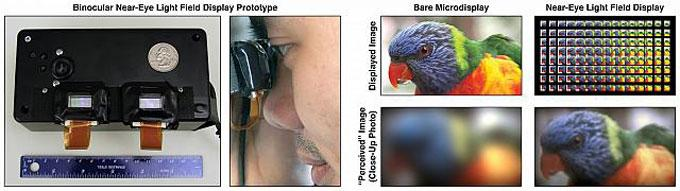 Binocular Near-Eye Light Field Display Prototype
Bare Microdisplay
Near-Eye Light Field Display
Displayed Image
"Perceived" Image
(Close-Up Photo)